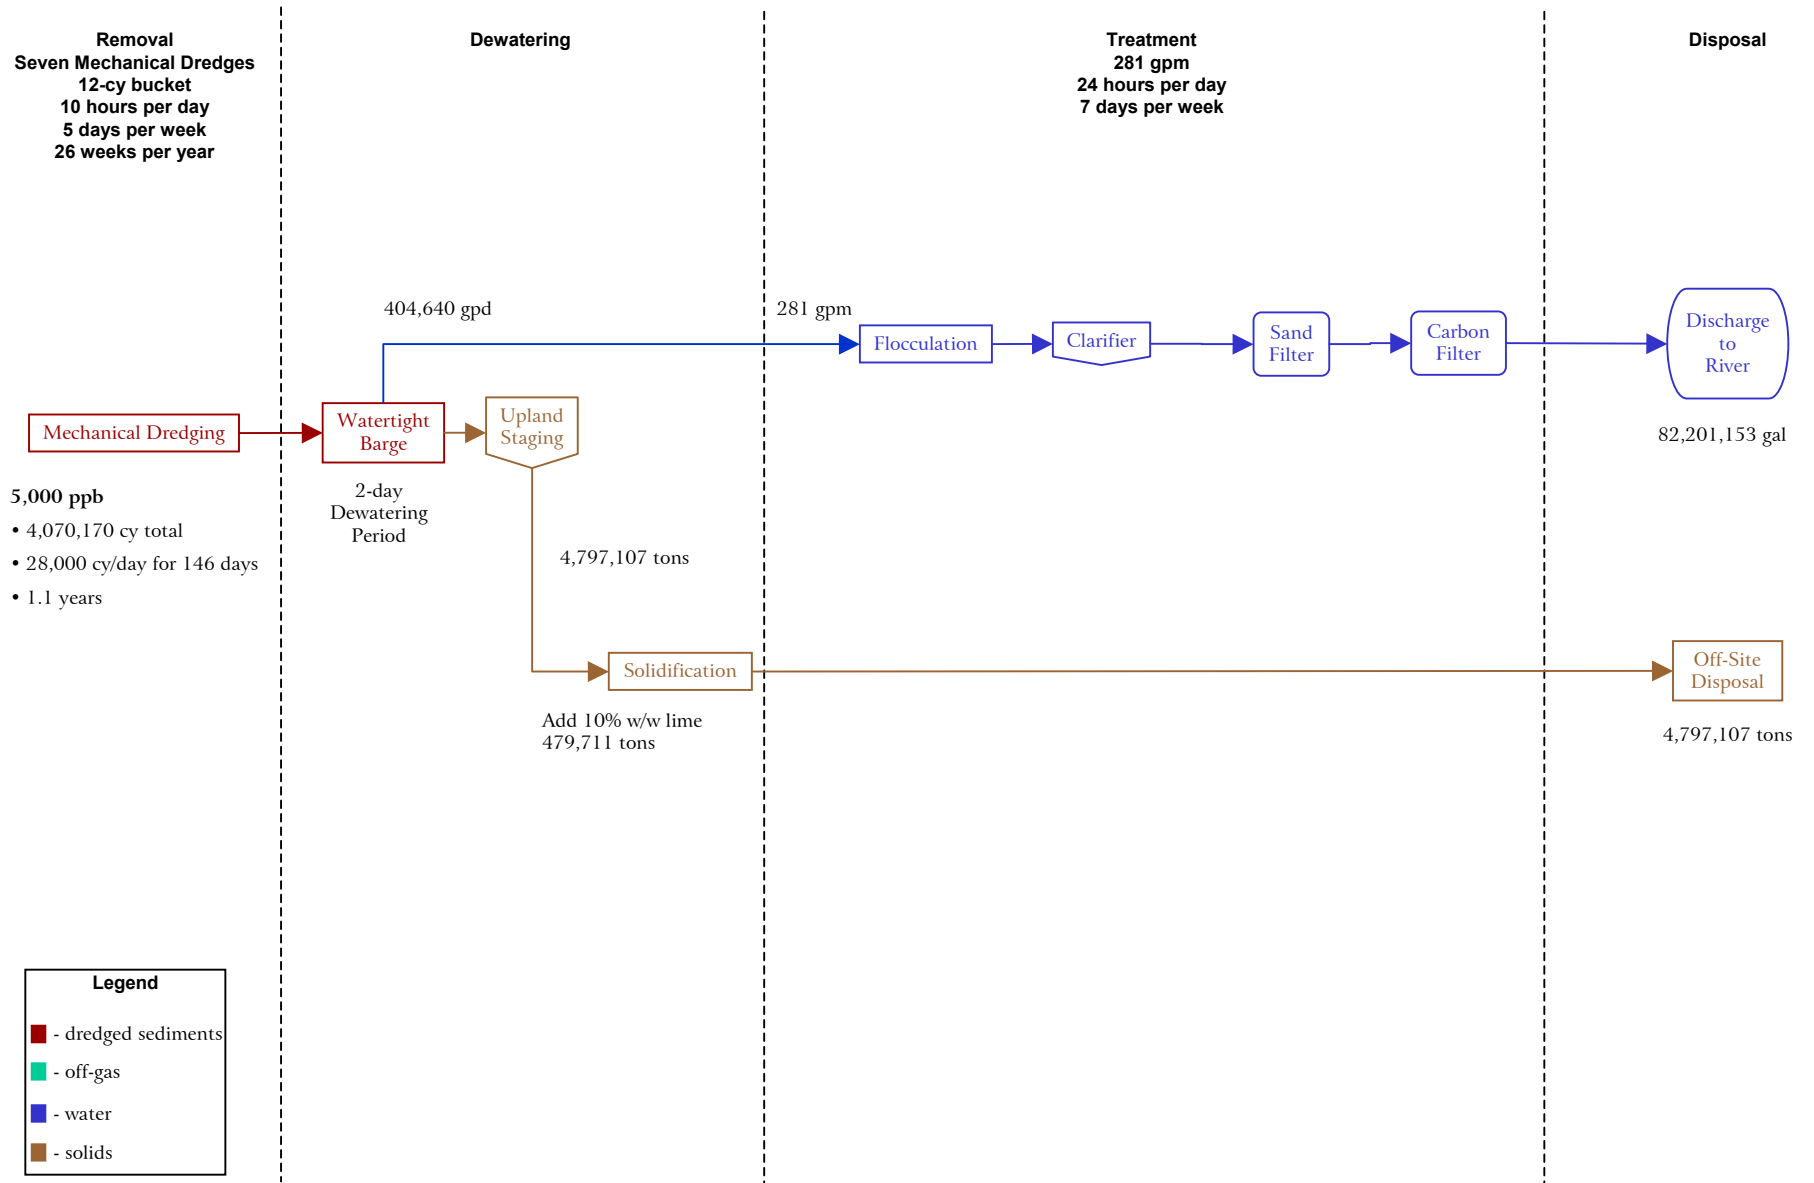 Removal
Seven Mechanical Dredges
12-cy bucket
10 hours per day
5 days per week
26 weeks per year
Dewatering
Treatment
281 gpm
24 hours per day
7 days per week
Disposal
404,640 gpd
281 gpm
Flocculation
Clarifier
Sand
Filter
Carbon
Filter
Discharge
to
River
82,201,153 gal
Mechanical Dredging
Watertight
Barge
Upland
Staging
5,000 ppb
• 4,070,170 cy total
• 28,000 cy/day for 146 days
• 1.1 years
2-day
Dewatering
Period
4,797,107 tons
Solidification
Add 10% w/w lime
479,711 tons
Off-Site
Disposal
4,797,107 tons
Legend
- dredged sediments
- off-gas
- water
- solids